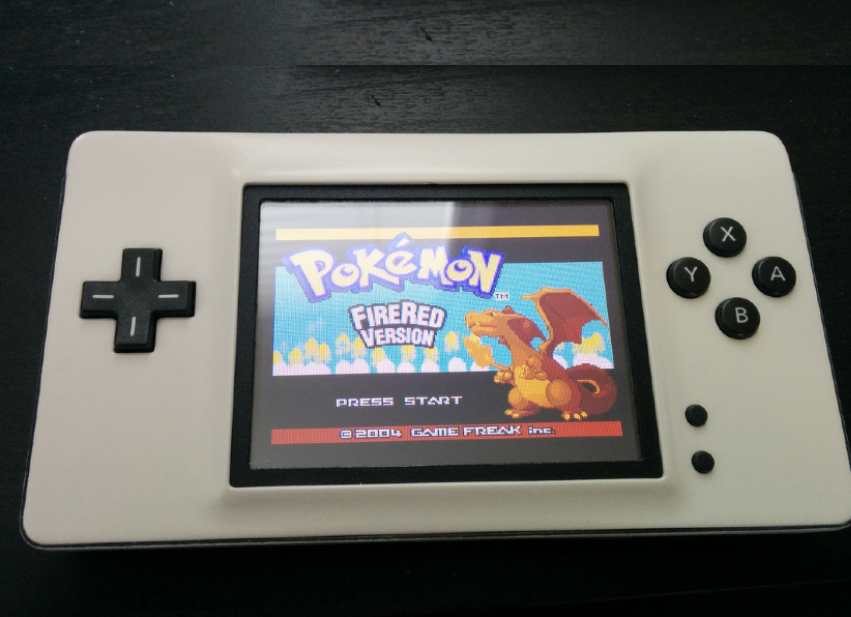 POKéMON
TM
FIRERED
VERSION
PRESS START
©2004 GAME FREAK inc.
X
Y
A
B